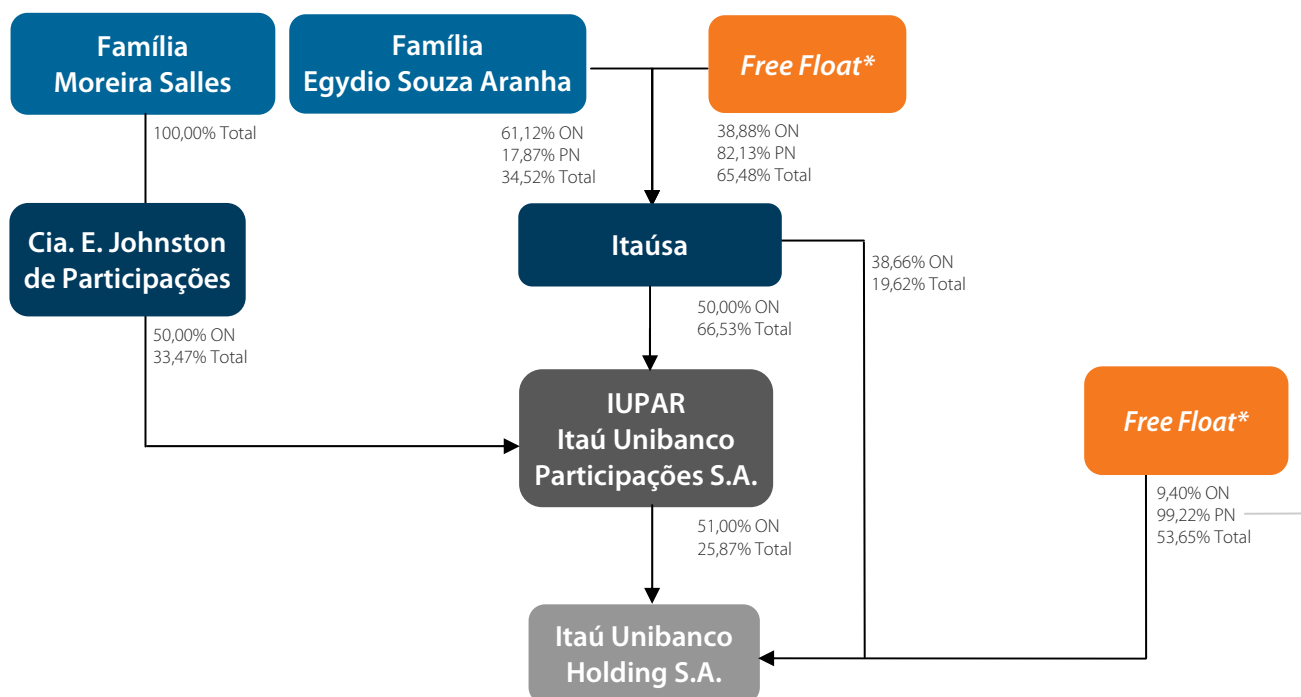 Família
Moreira Salles
Família
Egydio Souza Aranha
Free Float*
100,00% Total
61,12% ON
17,87% PN
34,52% Total
38,88% ON
82,13% PN
65,48% Total
Cia. E. Johnston
de Participações
Itaúsa
38,66% ON
19,62% Total
50,00% ON
33,47% Total
50,00% ON
66,53% Total
IUPAR
Itaú Unibanco
Participações S.A.
Free Float*
9,40% ON
99,22% PN
53,65% Total
51,00% ON
25,87% Total
Itaú Unibanco
Holding S.A.